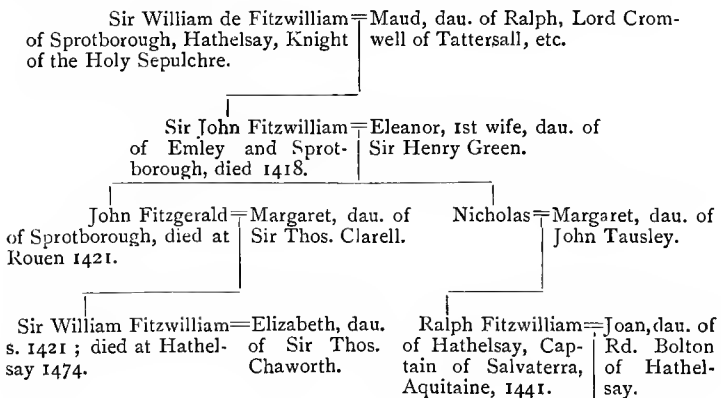 Sir William de Fitzwilliam = Maud, dau. of Ralph, Lord Crom-
of Sprotborough, Hathelsay, Knight well of Tattersall, etc.
of the Holy Sepulchre.
Sir John Fitzwilliam = Eleanor, 1st wife, dau. of
of Emley and Sprot- Sir Henry Green.
borough, died 1418.
John Fitzgerald = Margaret, dau. of
of Sprotborough, died at Sir Thos. Clarell.
Rouen 1421.
Nicholas = Margaret, dau. of
John Tausley.
Sir William Fitzwilliam = Elizabeth, dau.
s. 1421 ; died at Hathel- of Sir Thos.
say 1474. Chaworth.
Ralph Fitzwilliam = Joan, dau. of
of Hathelsay, Cap- Rd. Bolton
tain of Salvaterra, of Hathel-
Aquitaine, 1441. say.